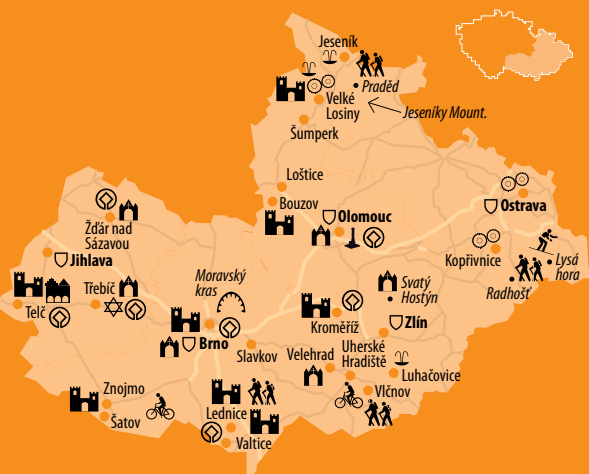 Jeseník
Praděd
Velke
Losiny
Jeseníky Mount.
Šumperk
Loštice
Bouzov
Olomouc
Ostrava
Žďár nad
Sázavou
Kopřivnice
Lysá
hora
Jihlava
Moravský
kras
Svatý
Hostýn
Radhošť
Třebíč
Telč
Kroměříž
Zlín
Brno
Slavkov
Velehrad
Uherské
Hradiště
Luhačovice
Vlčnov
Znojmo
Lednice
Šatov
Valtice